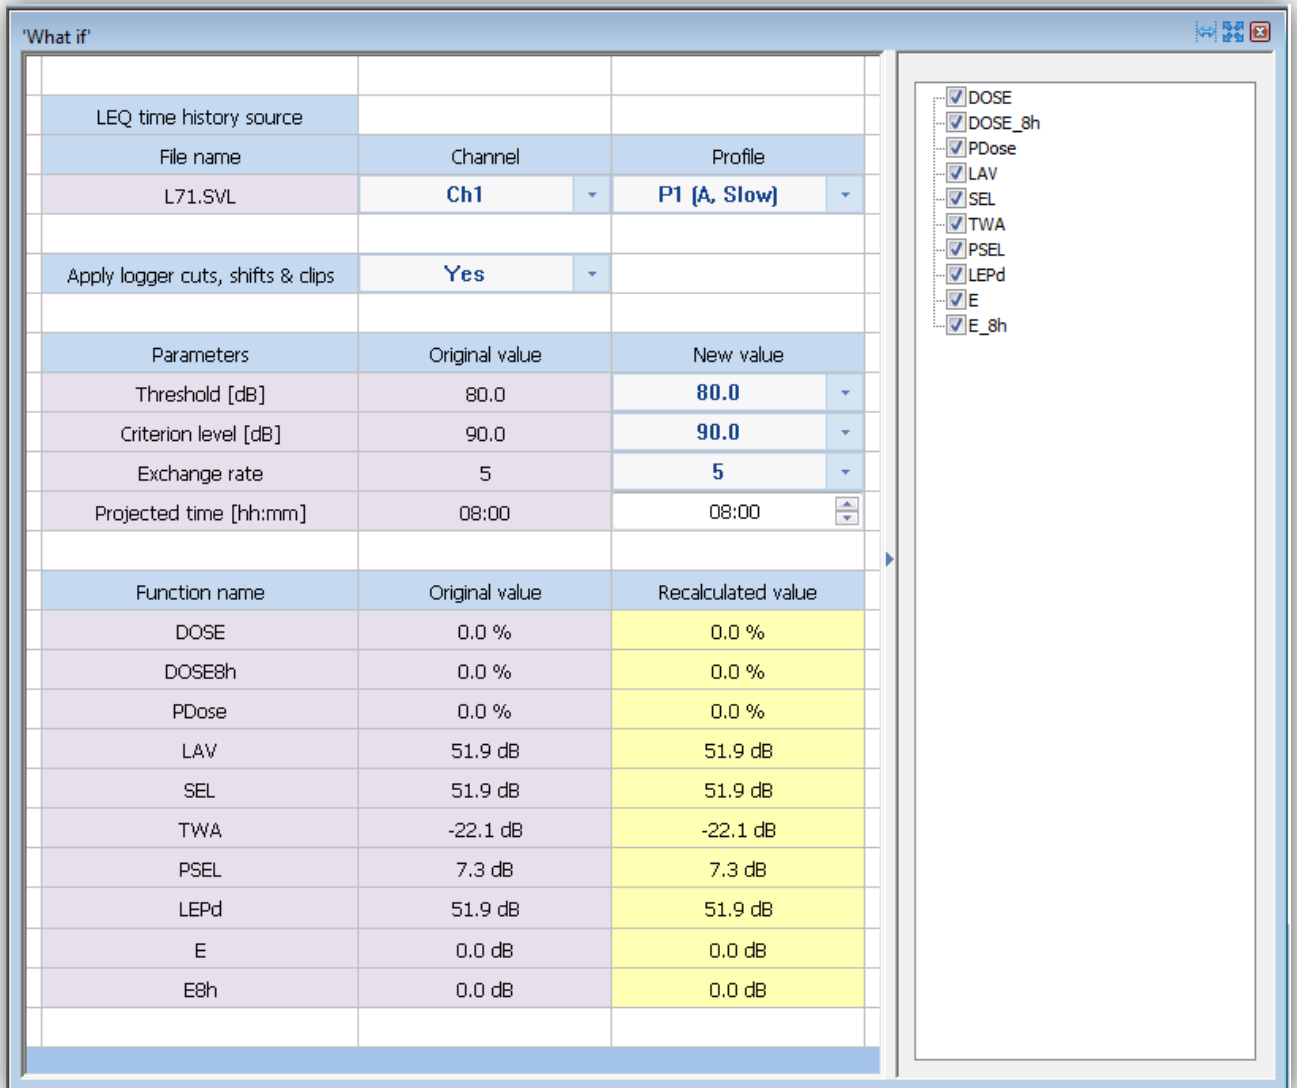 'What if'
LEQ time history source
File name Channel Profile
L71.SVL Ch1 P1 (A, Slow)
Apply logger cuts, shifts & clips Yes
Parameters Original value New value
Threshold [dB] 80.0 80.0
Criterion level [dB] 90.0 90.0
Exchange rate 5 5
Projected time [hh:mm] 08:00 08:00
Function name Original value Recalculated value
DOSE 0.0 % 0.0 %
DOSE8h 0.0 % 0.0 %
PDose 0.0 % 0.0 %
LAV 51.9 dB 51.9 dB
SEL 51.9 dB 51.9 dB
TWA -22.1 dB -22.1 dB
PSEL 7.3 dB 7.3 dB
LEPd 51.9 dB 51.9 dB
E 0.0 dB 0.0 dB
E8h 0.0 dB 0.0 dB
DOSE
DOSE_8h
PDose
LAV
SEL
TWA
PSEL
LEPd
E
E_8h